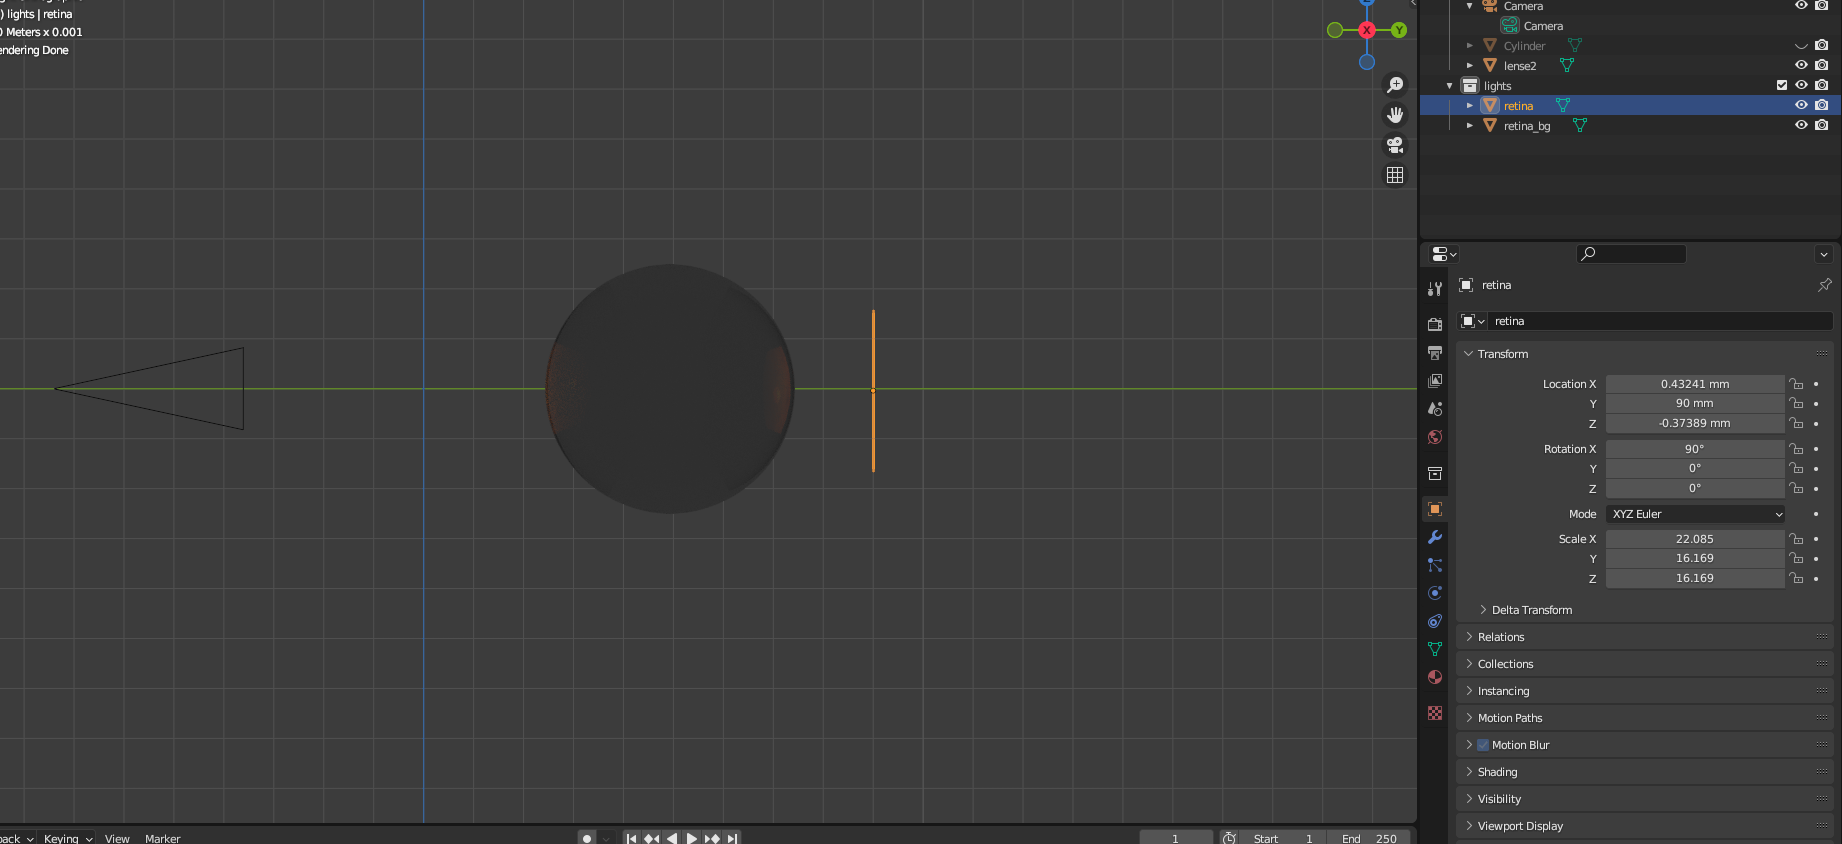 ) lights | retina
0 Meters x 0.001
endering Done
X
Y
Camera
Camera
Cylinder
lense2
lights
retina
retina_bg
retina
retina
Transform
Location X 0.43241 mm
Y 90 mm
Z -0.37389 mm
Rotation X 90°
Y 0°
Z 0°
Mode XYZ Euler
Scale X 22.085
Y 16.169
Z 16.169
Delta Transform
Relations
Collections
Instancing
Motion Paths
Motion Blur
Shading
Visibility
Viewport Display
back Keying View Marker
1 Start 1 End 250